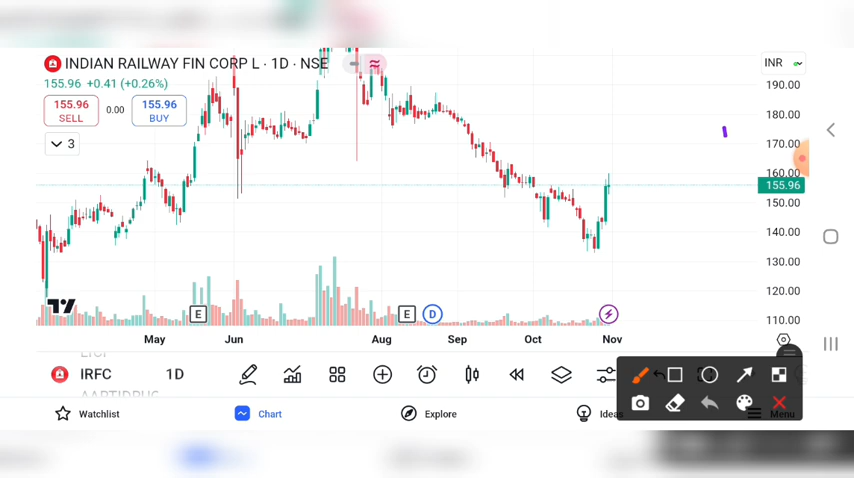 INDIAN RAILWAY FIN CORP L · 1D · NSE
INR
155.96 +0.41 (+0.26%)
190.00
155.96
SELL
0.00
155.96
BUY
180.00
3
170.00
160.00
155.96
150.00
140.00
130.00
120.00
110.00
E
E
D
May
Jun
Aug
Sep
Oct
Nov
IRFC
1D
Watchlist
Chart
Explore
Ideas
Menu